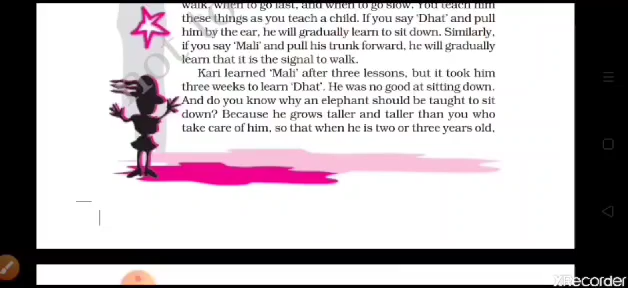 walk, when to go fast, and when to go slow. You teach him
these things as you teach a child. If you say 'Dhat' and pull
him by the ear, he will gradually learn to sit down. Similarly,
if you say 'Mali' and pull his trunk forward, he will gradually
learn that it is the signal to walk.
Kari learned 'Mali' after three lessons, but it took him
three weeks to learn 'Dhat'. He was no good at sitting down.
And do you know why an elephant should be taught to sit
down? Because he grows taller and taller than you who
take care of him, so that when he is two or three years old,
XRecorder